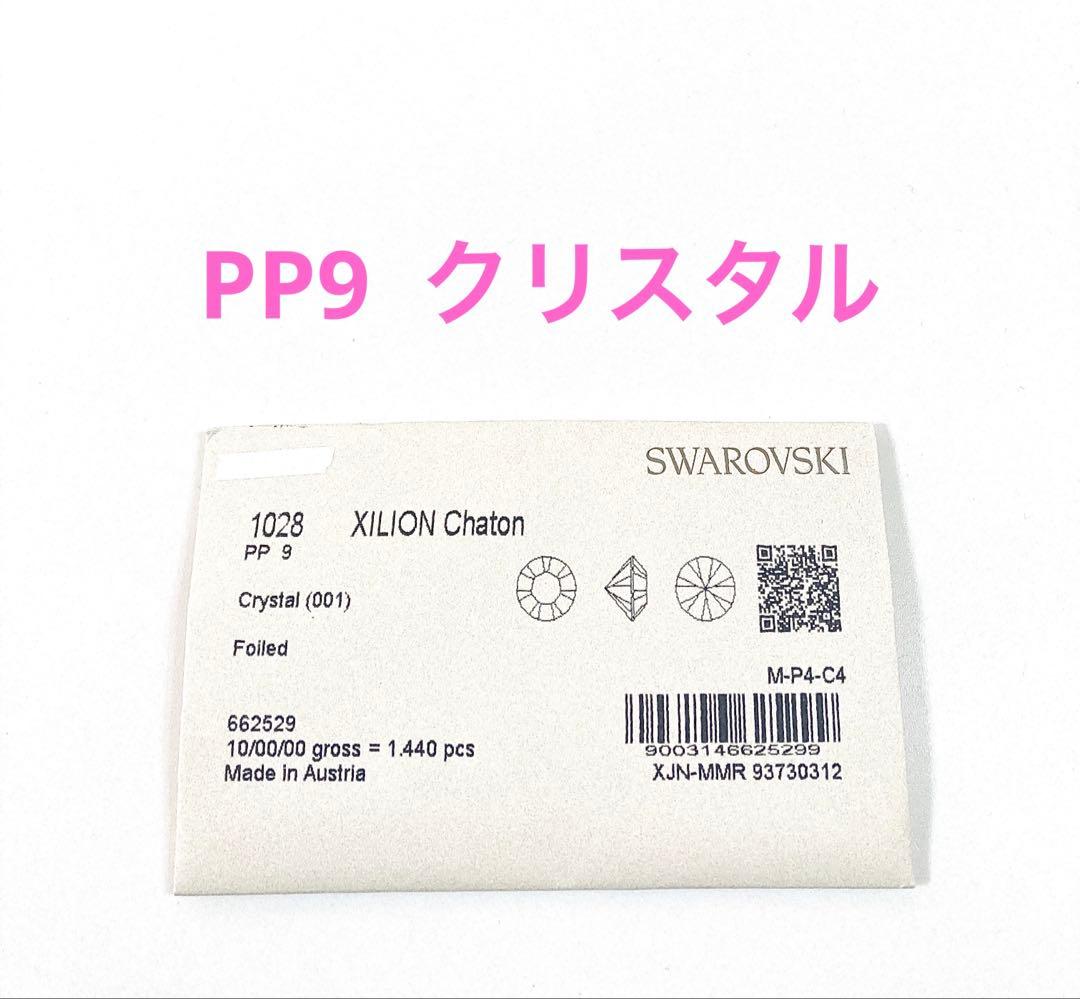 PP9 クリスタル
SWAROVSKI
1028 XILION Chaton
PP 9
Crystal (001)
Foiled
M-P4-C4
662529
10/00/00 gross = 1.440 pcs
9003146625299
Made in Austria
XJN-MMR 93730312